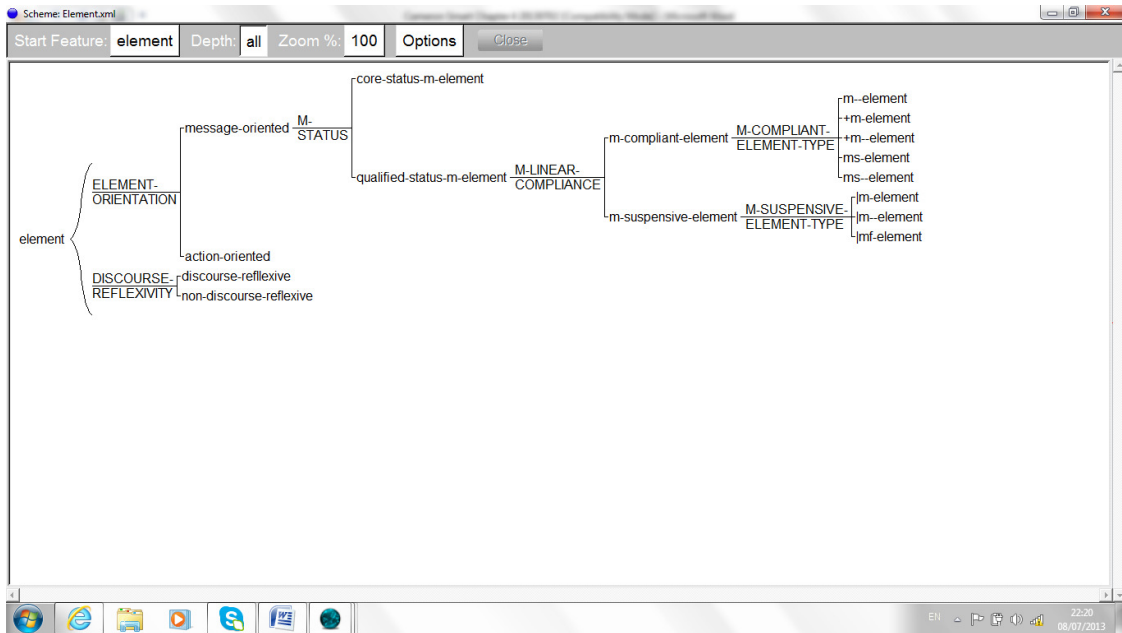 Scheme: Element.xml
Start Feature: element Depth: all Zoom %: 100 Options Close
core-status-m-element
m--element
+m-element
message-oriented M-STATUS
m-compliant-element M-COMPLIANT-ELEMENT-TYPE +m--element
ms-element
qualified-status-m-element M-LINEAR-COMPLIANCE
ms--element
ELEMENT-ORIENTATION
|m-element
m-suspensive-element M-SUSPENSIVE-ELEMENT-TYPE |m--element
element
|mf-element
action-oriented
DISCOURSE-REFLEXIVITY discourse-refllexive
non-discourse-reflexive
EN 22:20
08/07/2013